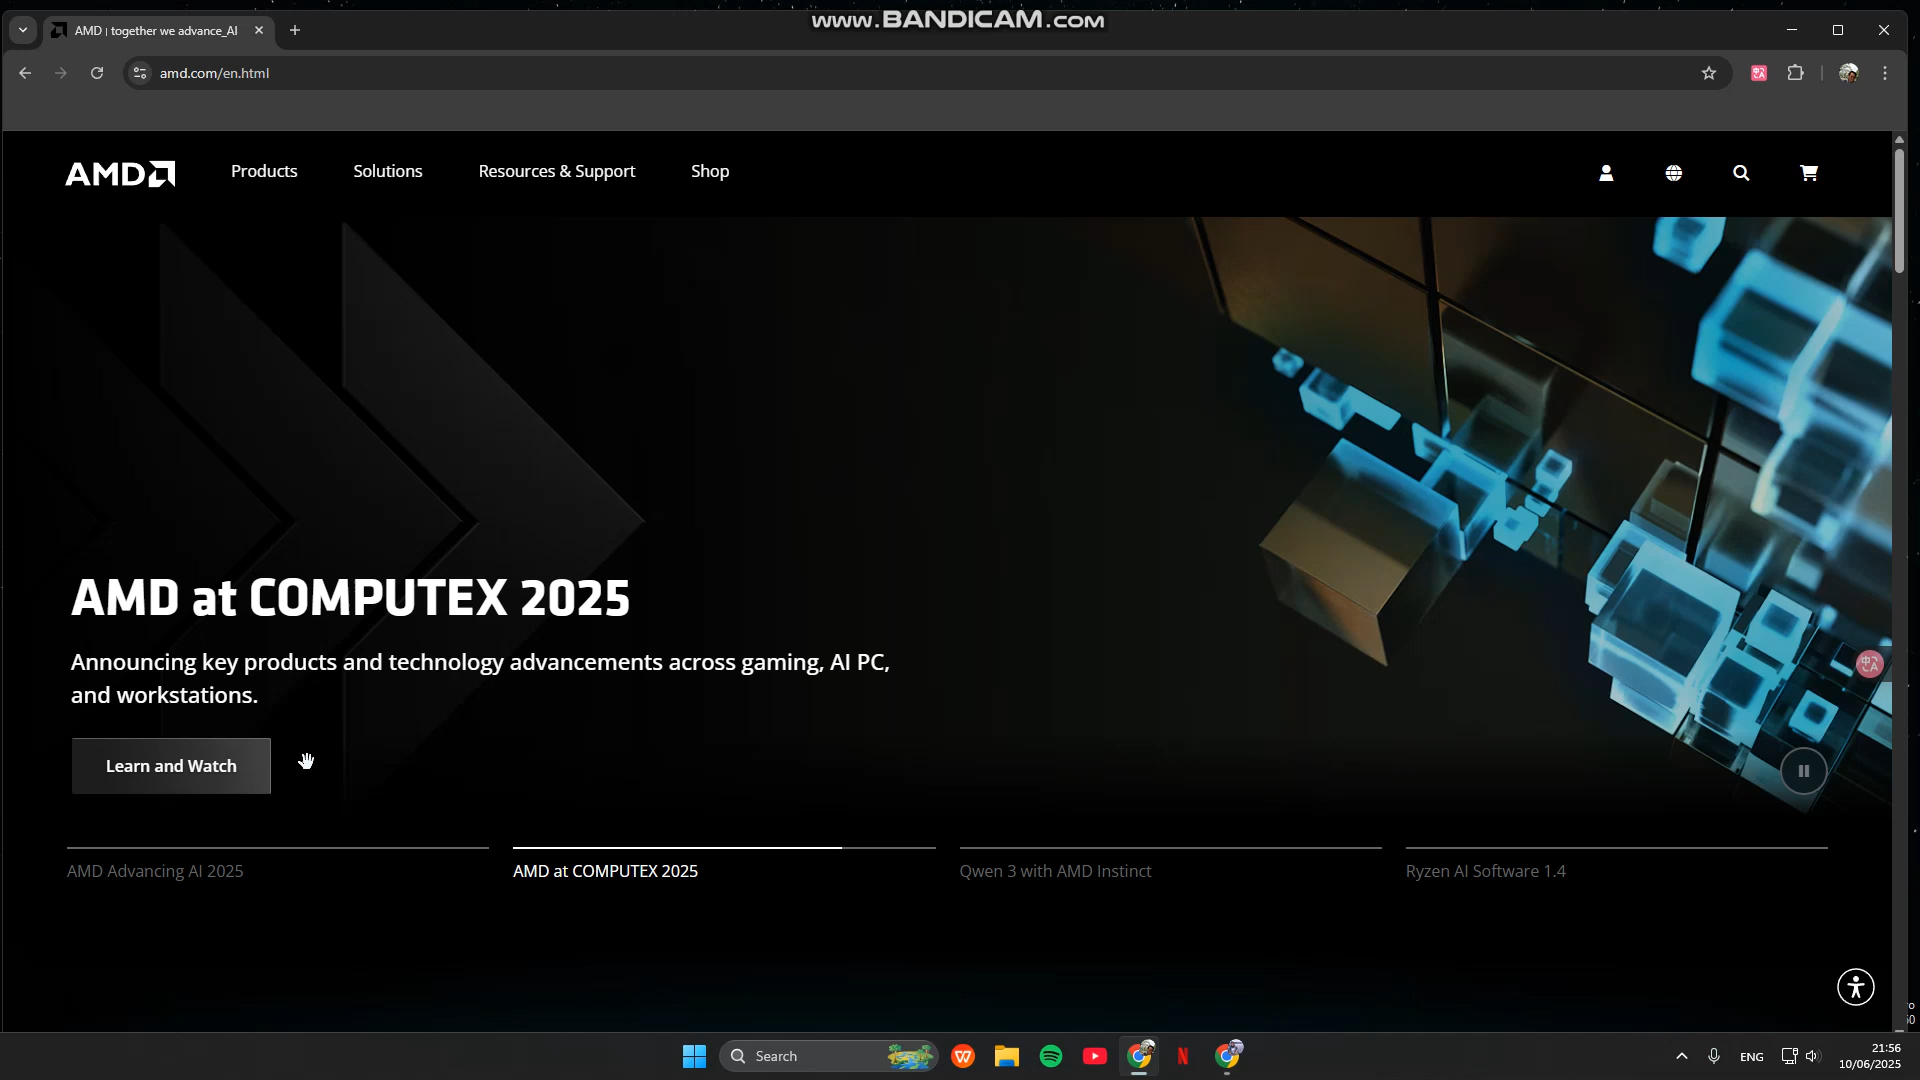 www.BANDICAM.com
AMD | together we advance_AI
amd.com/en.html
AMD
Products
Solutions
Resources & Support
Shop
AMD at COMPUTEX 2025
Announcing key products and technology advancements across gaming, AI PC,
and workstations.
Learn and Watch
AMD Advancing AI 2025
AMD at COMPUTEX 2025
Qwen 3 with AMD Instinct
Ryzen AI Software 1.4
Search
ENG
21:56
10/06/2025